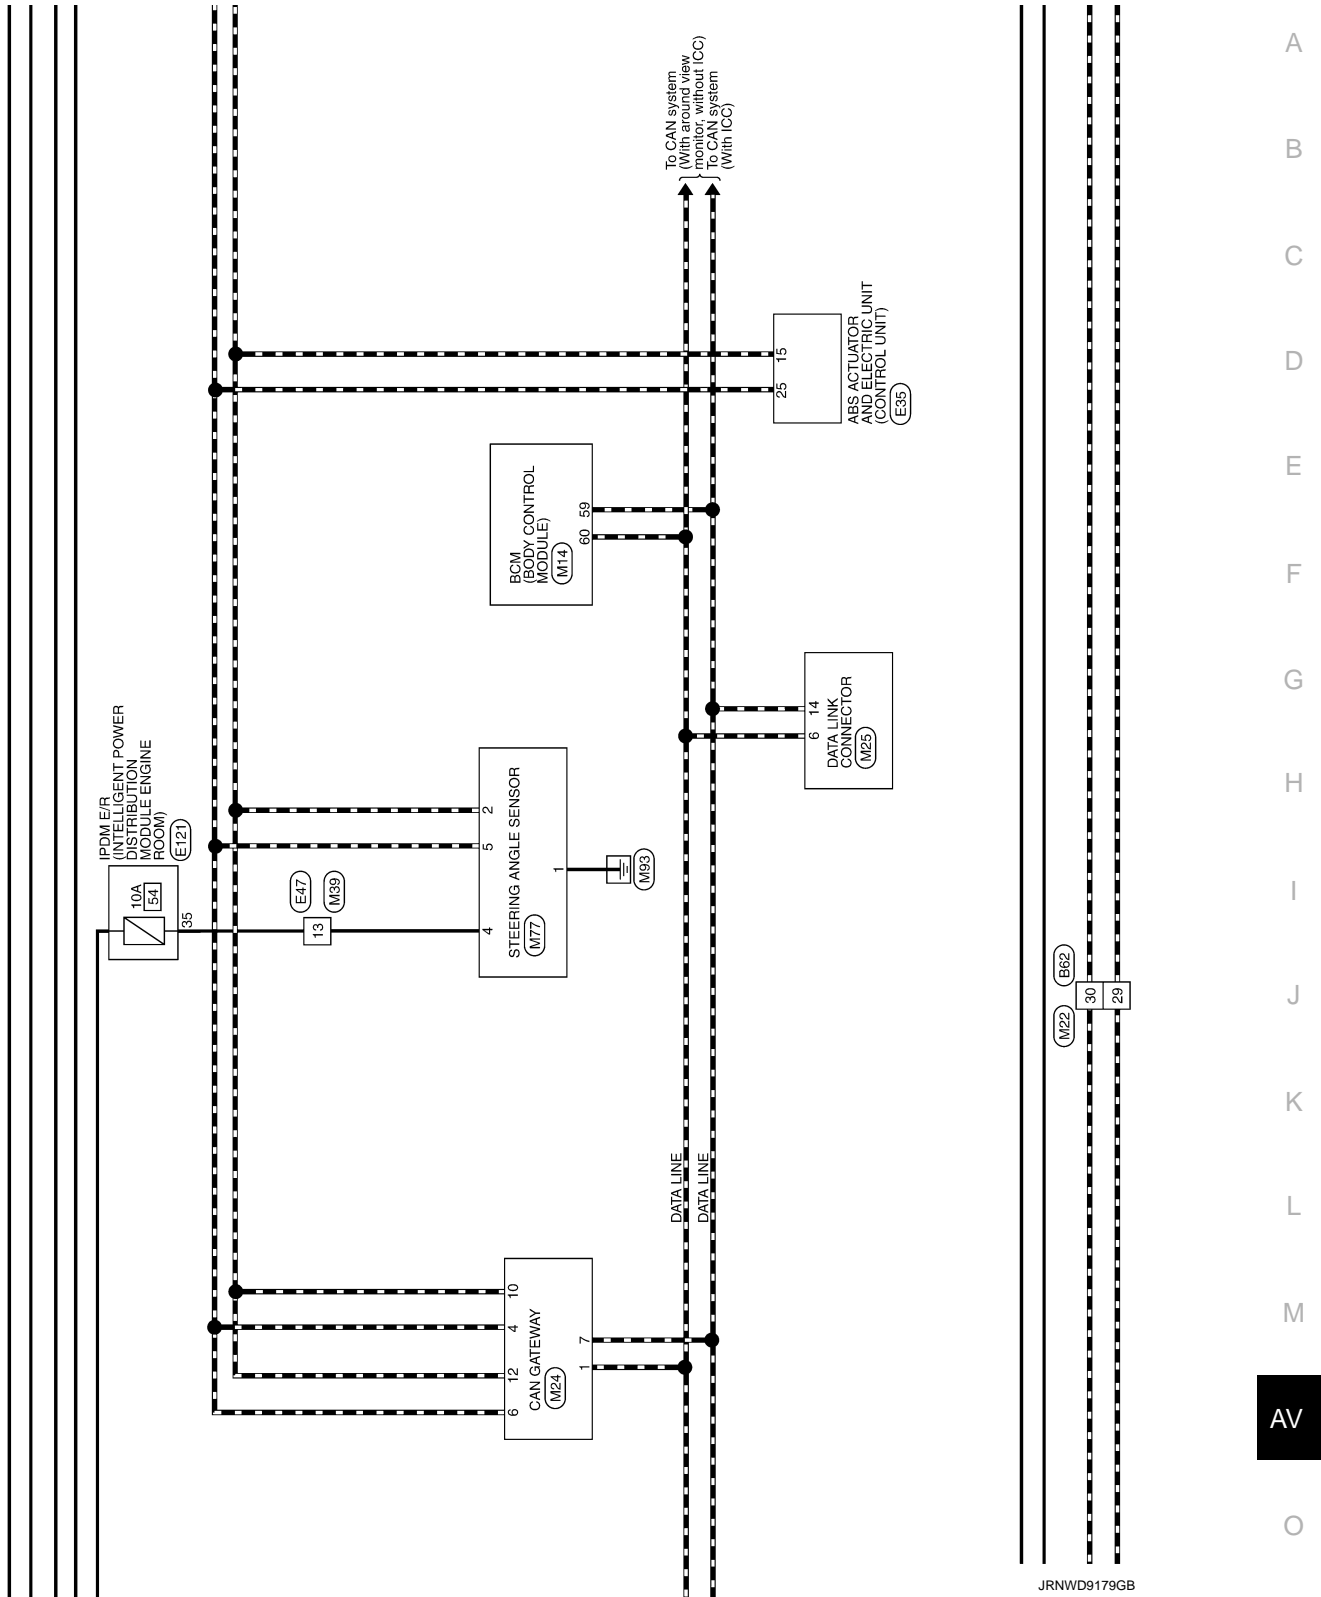 To CAN system
(With around view
monitor, without ICC)
To CAN system
(With ICC)
15
25
ABS ACTUATOR
AND ELECTRIC UNIT
(CONTROL UNIT)
E35
BCM
(BODY CONTROL
MODULE)
M14
59
60
IPDM E/R
(INTELLIGENT POWER
DISTRIBUTION
MODULE ENGINE
ROOM)
E121
10A
54
35
E47
M39
13
2
5
4
STEERING ANGLE SENSOR
M77
1
M93
14
6
DATA LINK
CONNECTOR
M25
DATA LINE
DATA LINE
10
4
12
6
CAN GATEWAY
M24
7
1
B62
M22
30
29
A
B
C
D
E
F
G
H
I
J
K
L
M
AV
O
JRNWD9179GB